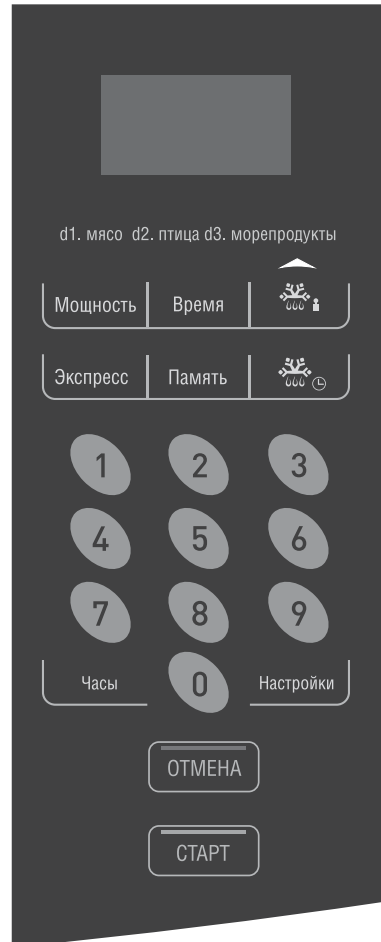 d1. мясо d2. птица d3. морепродукты
Мощность Время
Экспресс Память
1 2 3
4 5 6
7 8 9
Часы 0 Настройки
ОТМЕНА
СТАРТ